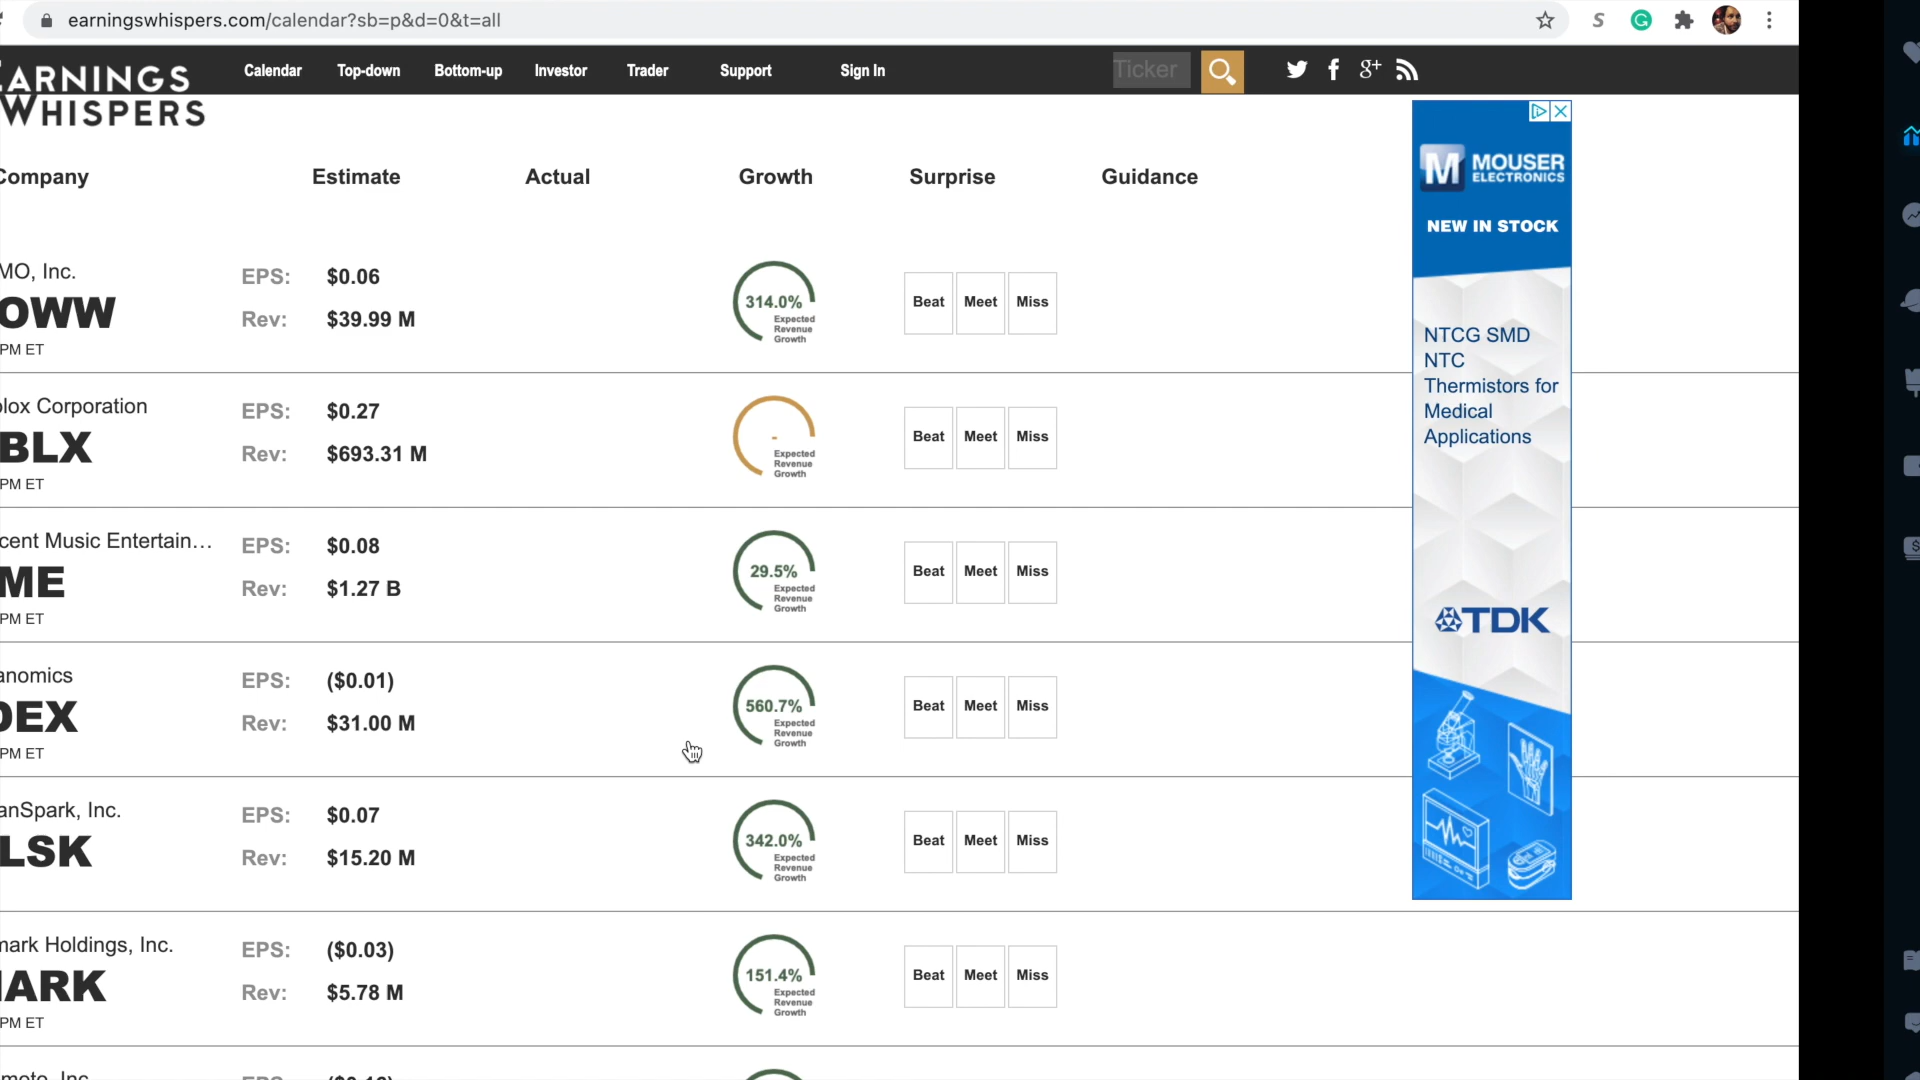 earningswhispers.com/calendar?sb=p&d=0&t=all
EARNINGS
WHISPERS
Calendar Top-down Bottom-up Investor Trader Support Sign In Ticker
Company Estimate Actual Growth Surprise Guidance
MO, Inc.
OWW
PM ET
EPS: $0.06
Rev: $39.99 M
314.0%
Expected
Revenue
Growth
Beat Meet Miss
blox Corporation
BLX
PM ET
EPS: $0.27
Rev: $693.31 M
-
Expected
Revenue
Growth
Beat Meet Miss
cent Music Entertain...
ME
PM ET
EPS: $0.08
Rev: $1.27 B
29.5%
Expected
Revenue
Growth
Beat Meet Miss
anomics
DEX
PM ET
EPS: ($0.01)
Rev: $31.00 M
560.7%
Expected
Revenue
Growth
Beat Meet Miss
anSpark, Inc.
LSK
PM ET
EPS: $0.07
Rev: $15.20 M
342.0%
Expected
Revenue
Growth
Beat Meet Miss
mark Holdings, Inc.
ARK
PM ET
EPS: ($0.03)
Rev: $5.78 M
151.4%
Expected
Revenue
Growth
Beat Meet Miss
M MOUSER
ELECTRONICS
NEW IN STOCK
NTCG SMD
NTC
Thermistors for
Medical
Applications
TDK